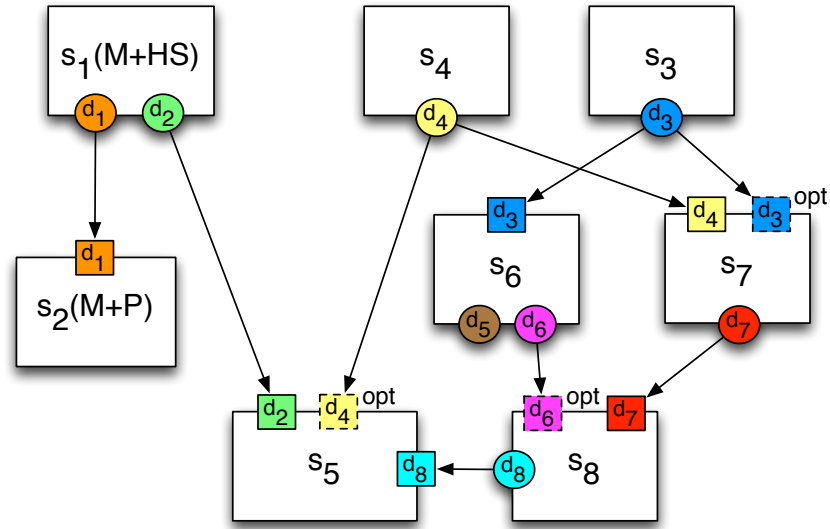 s1(M+HS)
s4
s3
d1
d2
d4
d3
d3
d4
d3
opt
d1
s2(M+P)
s6
s7
d5
d6
d7
d2
d4
opt
d6
opt
d7
s5
d8
d8
s8